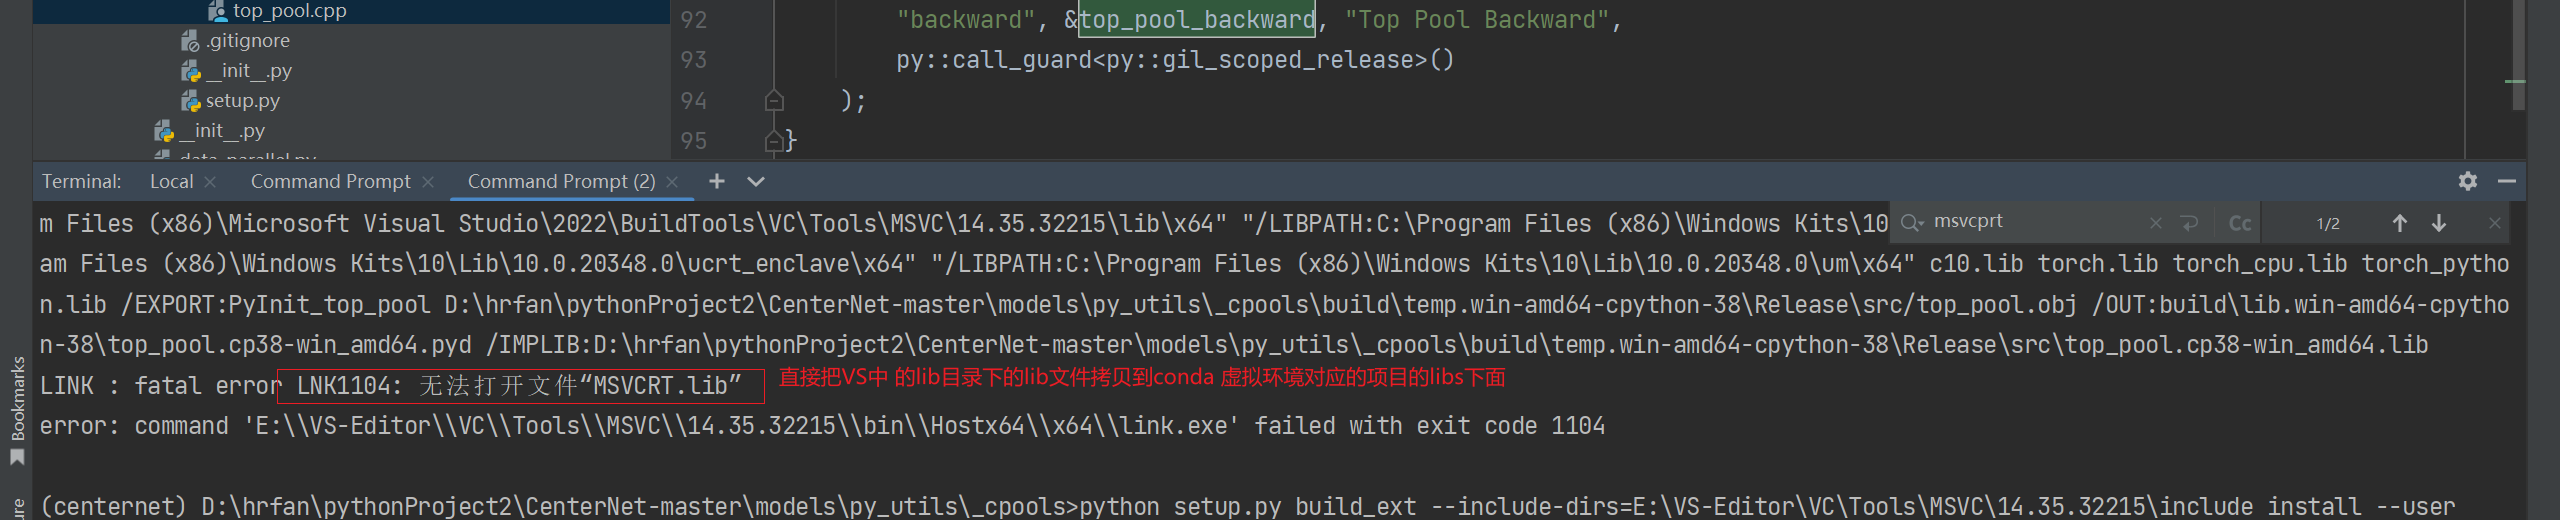 top_pool.cpp
.gitignore
__init__.py
setup.py
__init__.py
data_parallel.py
92 "backward", &top_pool_backward, "Top Pool Backward",
93 py::call_guard<py::gil_scoped_release>()
94 );
95 }
Terminal: Local × Command Prompt × Command Prompt (2) ×
msvcprt × Cc 1/2 ×
m Files (x86)\Microsoft Visual Studio\2022\BuildTools\VC\Tools\MSVC\14.35.32215\lib\x64" "/LIBPATH:C:\Program Files (x86)\Windows Kits\10
am Files (x86)\Windows Kits\10\Lib\10.0.20348.0\ucrt_enclave\x64" "/LIBPATH:C:\Program Files (x86)\Windows Kits\10\Lib\10.0.20348.0\um\x64" c10.lib torch.lib torch_cpu.lib torch_pytho
n.lib /EXPORT:PyInit_top_pool D:\hrfan\pythonProject2\CenterNet-master\models\py_utils\_cpools\build\temp.win-amd64-cpython-38\Release\src/top_pool.obj /OUT:build\lib.win-amd64-cpytho
n-38\top_pool.cp38-win_amd64.pyd /IMPLIB:D:\hrfan\pythonProject2\CenterNet-master\models\py_utils\_cpools\build\temp.win-amd64-cpython-38\Release\src\top_pool.cp38-win_amd64.lib
LINK : fatal error LNK1104: 无法打开文件“MSVCRT.lib” 直接把VS中 的lib目录下的lib文件拷贝到conda 虚拟环境对应的项目的libs下面
error: command 'E:\\VS-Editor\\VC\\Tools\\MSVC\\14.35.32215\\bin\\Hostx64\\x64\\link.exe' failed with exit code 1104
(centernet) D:\hrfan\pythonProject2\CenterNet-master\models\py_utils\_cpools>python setup.py build_ext --include-dirs=E:\VS-Editor\VC\Tools\MSVC\14.35.32215\include install --user
Bookmarks